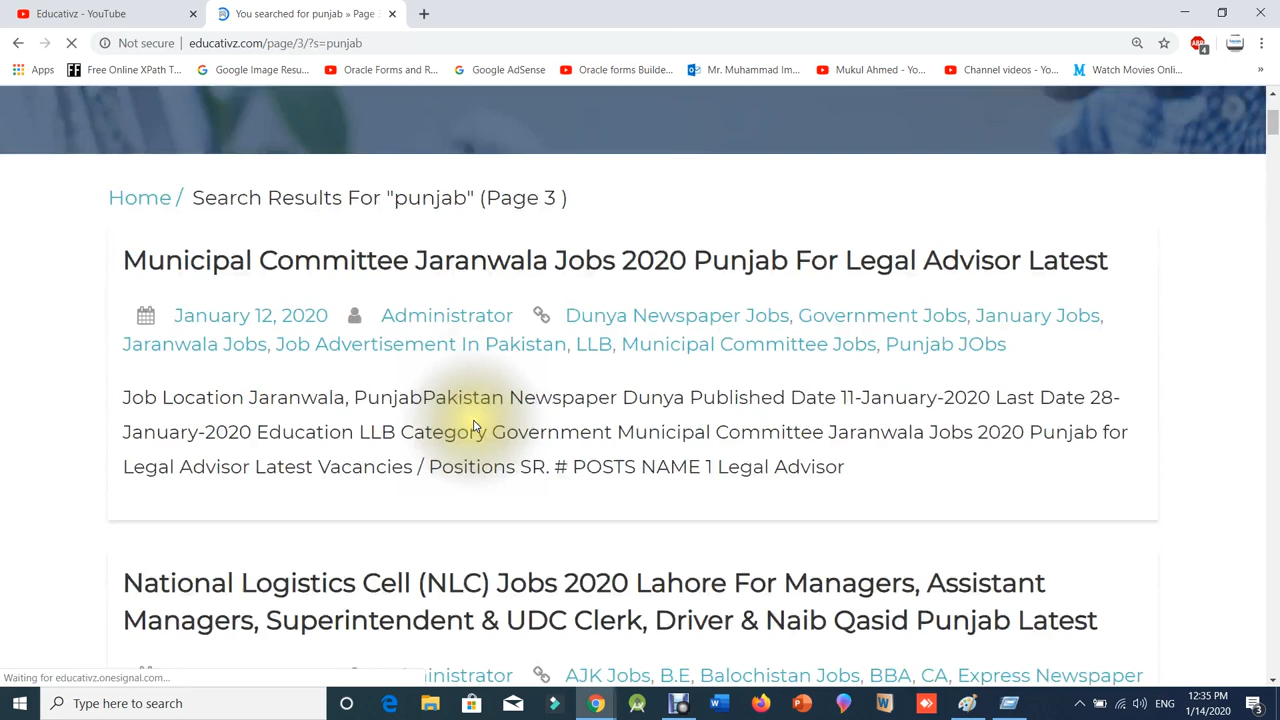 Educativz - YouTube
You searched for punjab » Page
Not secure
educativz.com/page/3/?s=punjab
Apps
Free Online XPath T...
Google Image Resu...
Oracle Forms and R...
Google AdSense
Oracle forms Builde...
Mr. Muhammad Im...
Mukul Ahmed - Yo...
Channel videos - Yo...
Watch Movies Onli...
»
4
Home / Search Results For "punjab" (Page 3 )
Municipal Committee Jaranwala Jobs 2020 Punjab For Legal Advisor Latest
January 12, 2020 Administrator Dunya Newspaper Jobs, Government Jobs, January Jobs,
Jaranwala Jobs, Job Advertisement In Pakistan, LLB, Municipal Committee Jobs, Punjab JObs
Job Location Jaranwala, PunjabPakistan Newspaper Dunya Published Date 11-January-2020 Last Date 28-
January-2020 Education LLB Category Government Municipal Committee Jaranwala Jobs 2020 Punjab for
Legal Advisor Latest Vacancies / Positions SR. # POSTS NAME 1 Legal Advisor
National Logistics Cell (NLC) Jobs 2020 Lahore For Managers, Assistant
Managers, Superintendent & UDC Clerk, Driver & Naib Qasid Punjab Latest
inistrator AJK Jobs, B.E, Balochistan Jobs, BBA, CA, Express Newspaper
Waiting for educativz.onesignal.com...
Type here to search
ENG
12:35 PM
1/14/2020
3